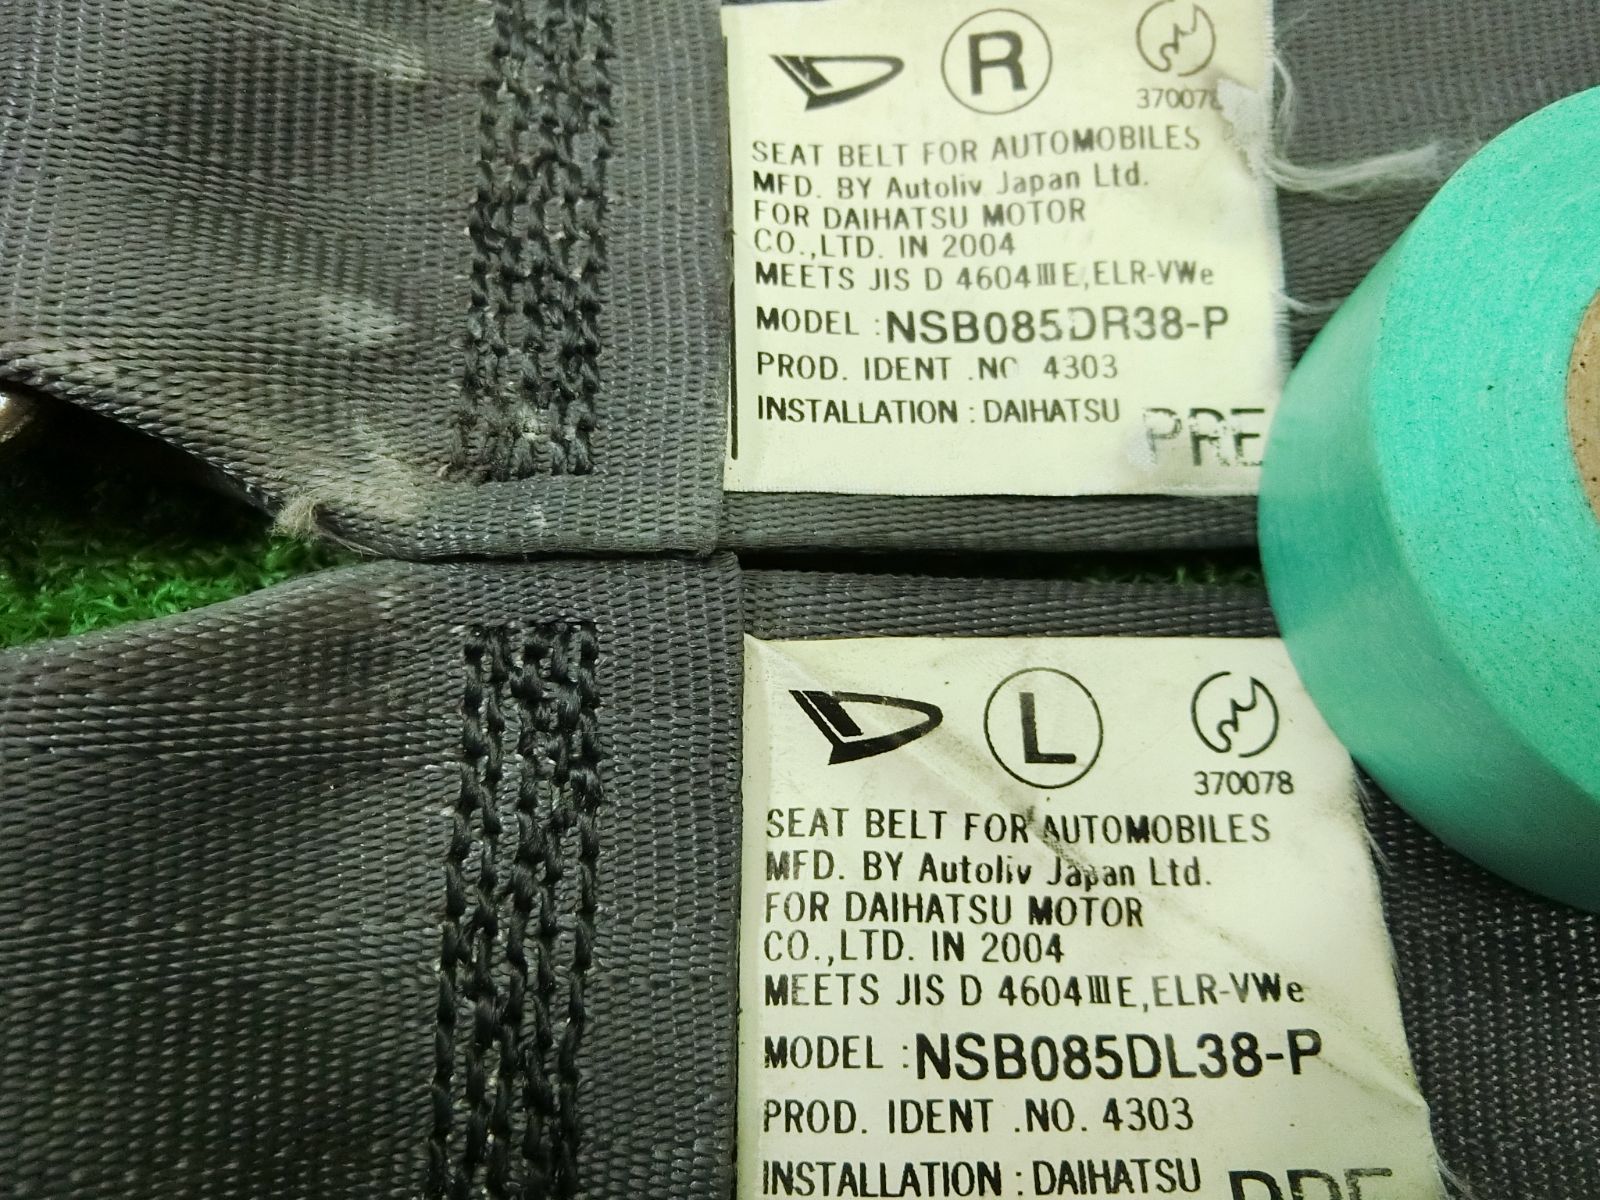 R
37007
SEAT BELT FOR AUTOMOBILES
MFD. BY Autoliv Japan Ltd.
FOR DAIHATSU MOTOR
CO.,LTD. IN 2004
MEETS JIS D 4604ⅢE,ELR-VWe
MODEL :NSB085DR38-P
PROD. IDENT .NO 4303
INSTALLATION : DAIHATSU
PRE
L
370078
SEAT BELT FOR AUTOMOBILES
MFD. BY Autoliv Japan Ltd.
FOR DAIHATSU MOTOR
CO.,LTD. IN 2004
MEETS JIS D 4604ⅢE,ELR-VWe
MODEL :NSB085DL38-P
PROD. IDENT .NO. 4303
INSTALLATION : DAIHATSU
PRE